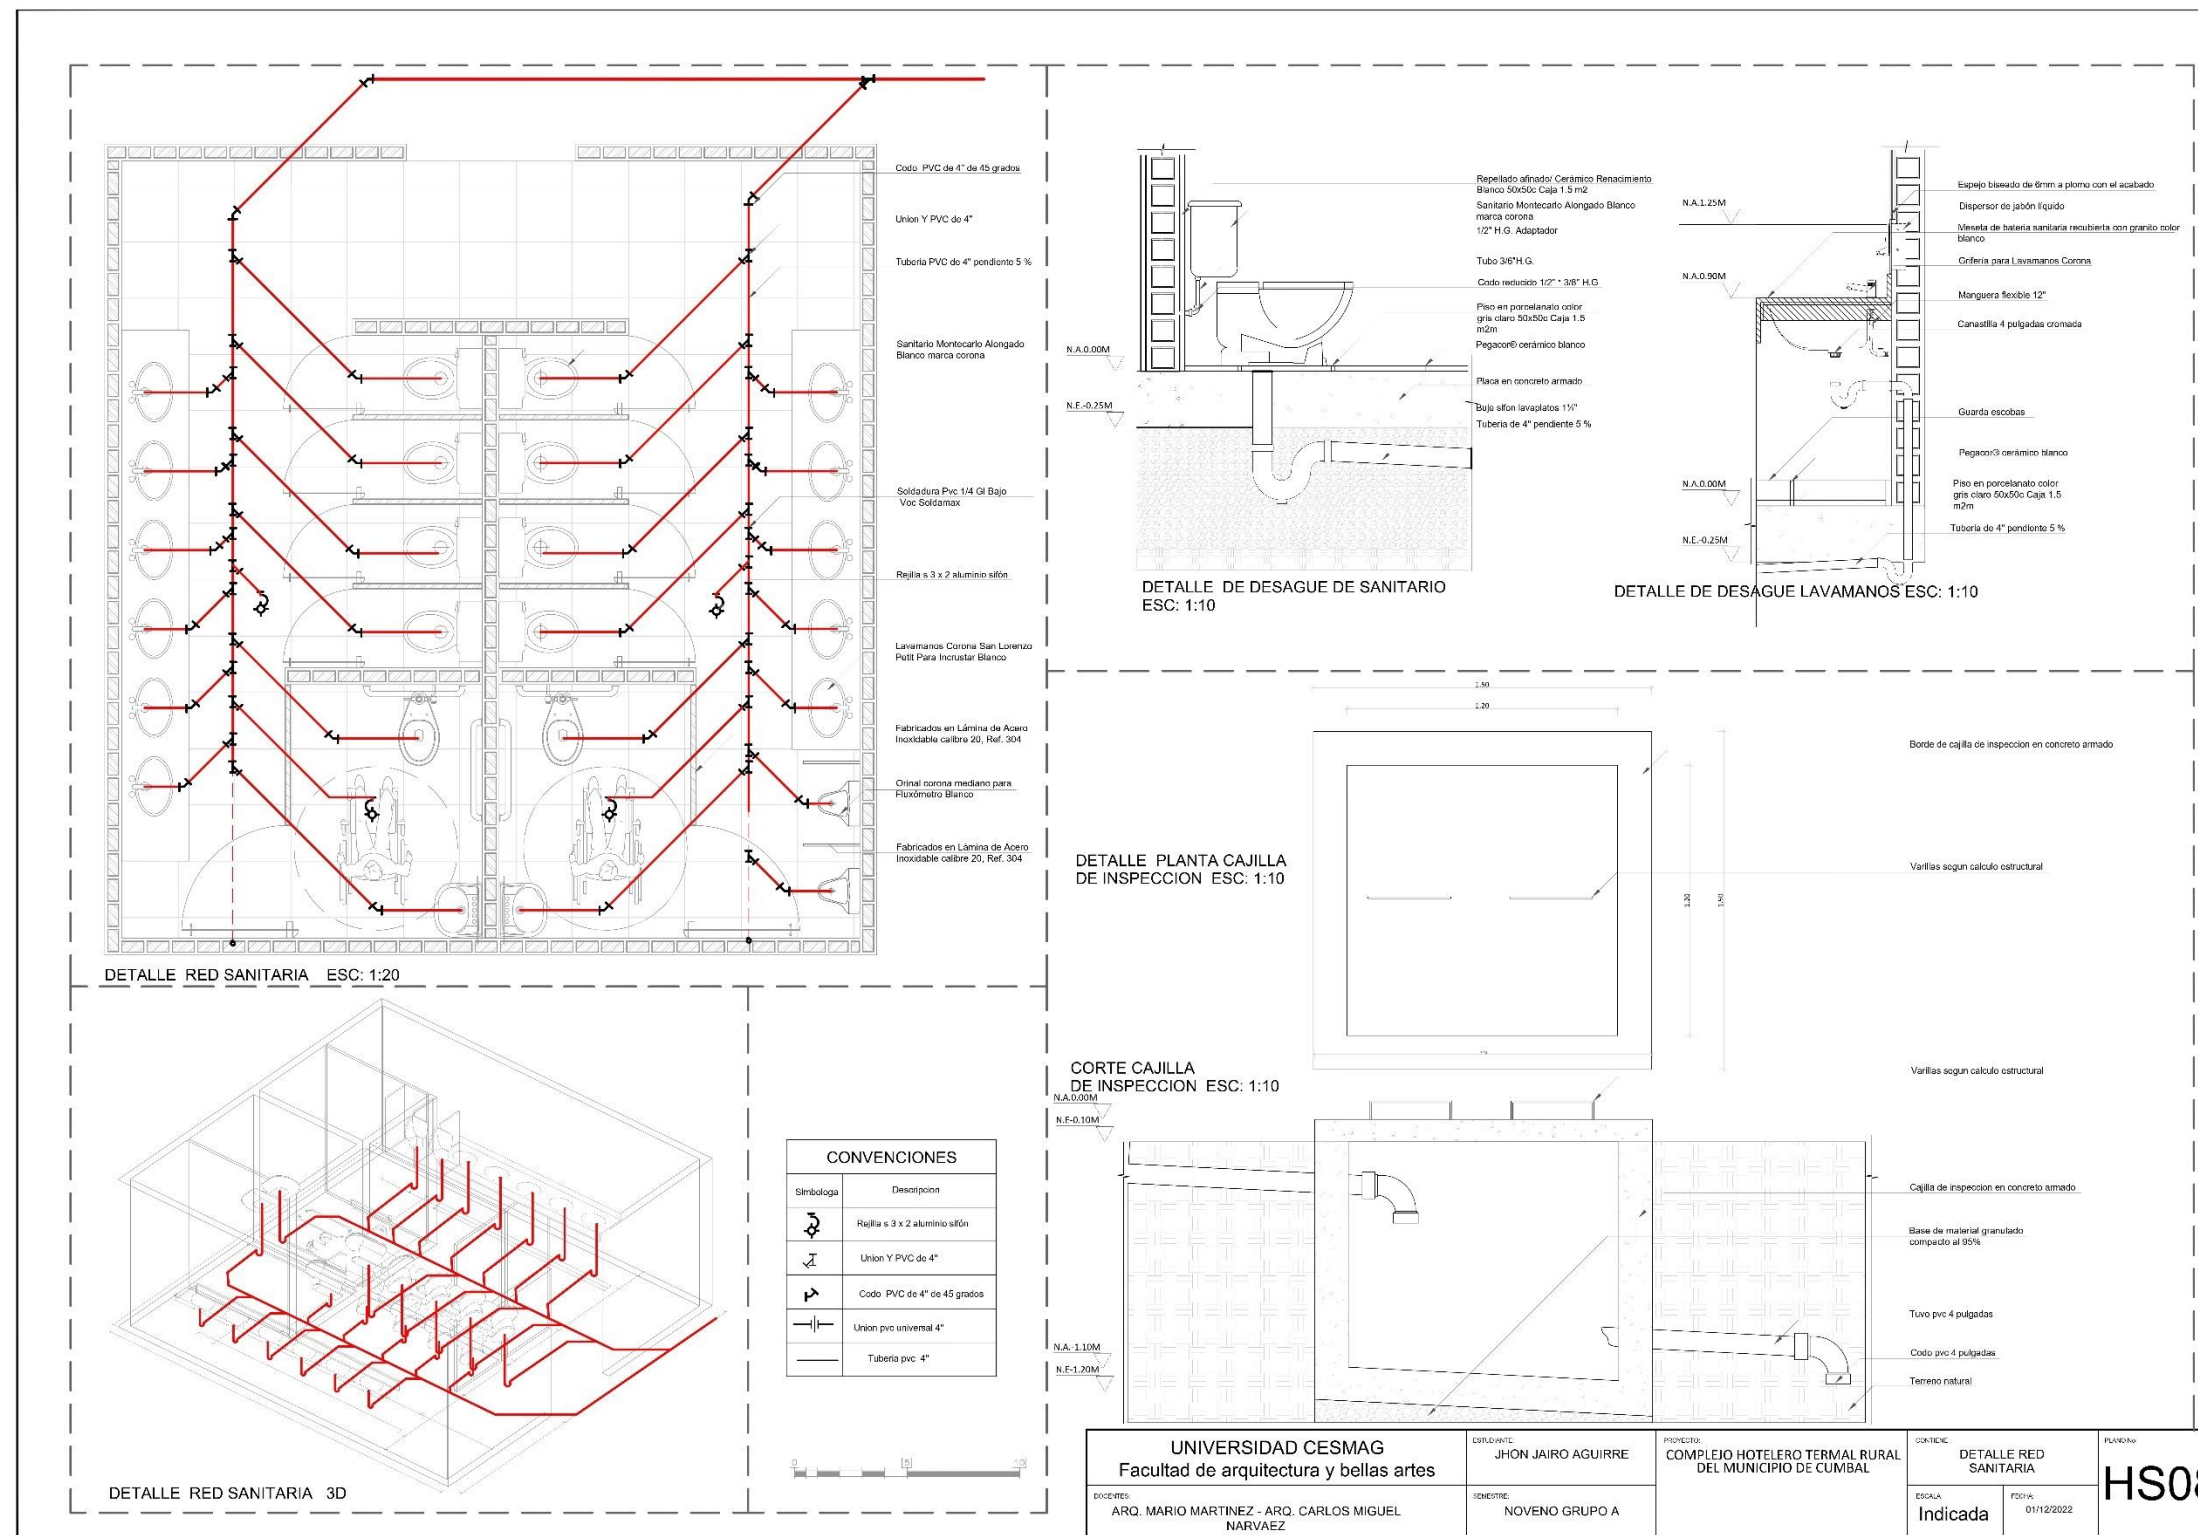 Codo PVC de 4" de 45 grados
Union Y PVC de 4"
Tuberia PVC de 4" pendiente 5 %
Sanitario Montecarlo Alongado
Blanco marca corona
Soldadura Pvc 1/4 Gl Bajo
Voc Soldamax
Rejilla s 3 x 2 aluminio sifón
Lavamanos Corona San Lorenzo
Petit Para Incrustar Blanco
Fabricados en Lámina de Acero
Inoxidable calibre 20, Ref. 304
Orinal corona mediano para
Fluxómetro Blanco
Fabricados en Lámina de Acero
Inoxidable calibre 20, Ref. 304
DETALLE RED SANITARIA ESC: 1:20
Repellado afinado/ Cerámico Renacimiento
Blanco 50x50c Caja 1.5 m2
Sanitario Montecarlo Alongado Blanco
marca corona
1/2" H.G. Adaptador
Tubo 3/6"H.G.
Codo reducido 1/2" * 3/8" H.G
Piso en porcelanato color
gris claro 50x50c Caja 1.5
m2m
Pegacor® cerámico blanco
Placa en concreto armado
Buje sifon lavaplatos 1½"
Tuberia de 4" pendiente 5 %
N.A.0.00M
N.E.-0.25M
DETALLE DE DESAGUE DE SANITARIO
ESC: 1:10
N.A.1.25M
N.A.0.90M
N.A.0.00M
N.E.-0.25M
Espejo biseado de 6mm a plomo con el acabado
Dispersor de jabón líquido
Meseta de bateria sanitaria recubierta con granito color
blanco
Grifería para Lavamanos Corona
Manguera flexible 12"
Canastilla 4 pulgadas cromada
Guarda escobas
Pegacor® cerámico blanco
Piso en porcelanato color
gris claro 50x50c Caja 1.5
m2m
Tuberia de 4" pendiente 5 %
DETALLE DE DESAGUE LAVAMANOS ESC: 1:10
1.50
1.20
1.20
1.50
DETALLE PLANTA CAJILLA
DE INSPECCION ESC: 1:10
Borde de cajilla de inspeccion en concreto armado
Varillas segun calculo estructural
CORTE CAJILLA
DE INSPECCION ESC: 1:10
N.A.0.00M
N.E-0.10M
N.A.-1.10M
N.E-1.20M
Varillas segun calculo estructural
Cajilla de inspeccion en concreto armado
Base de material granulado
compacto al 95%
Tuvo pvc 4 pulgadas
Codo pvc 4 pulgadas
Terreno natural
DETALLE RED SANITARIA 3D
CONVENCIONES
Simbologa Descripcion
Rejilla s 3 x 2 aluminio sifón
Union Y PVC de 4"
Codo PVC de 4" de 45 grados
Union pvc universal 4"
Tuberia pvc 4"
0 5 10
UNIVERSIDAD CESMAG
Facultad de arquitectura y bellas artes
DOCENTES:
ARQ. MARIO MARTINEZ - ARQ. CARLOS MIGUEL
NARVAEZ
ESTUDIANTE:
JHON JAIRO AGUIRRE
SEMESTRE:
NOVENO GRUPO A
PROYECTO:
COMPLEJO HOTELERO TERMAL RURAL
DEL MUNICIPIO DE CUMBAL
CONTIENE
DETALLE RED
SANITARIA
ESCALA
Indicada
FECHA:
01/12/2022
PLANO No
HS08